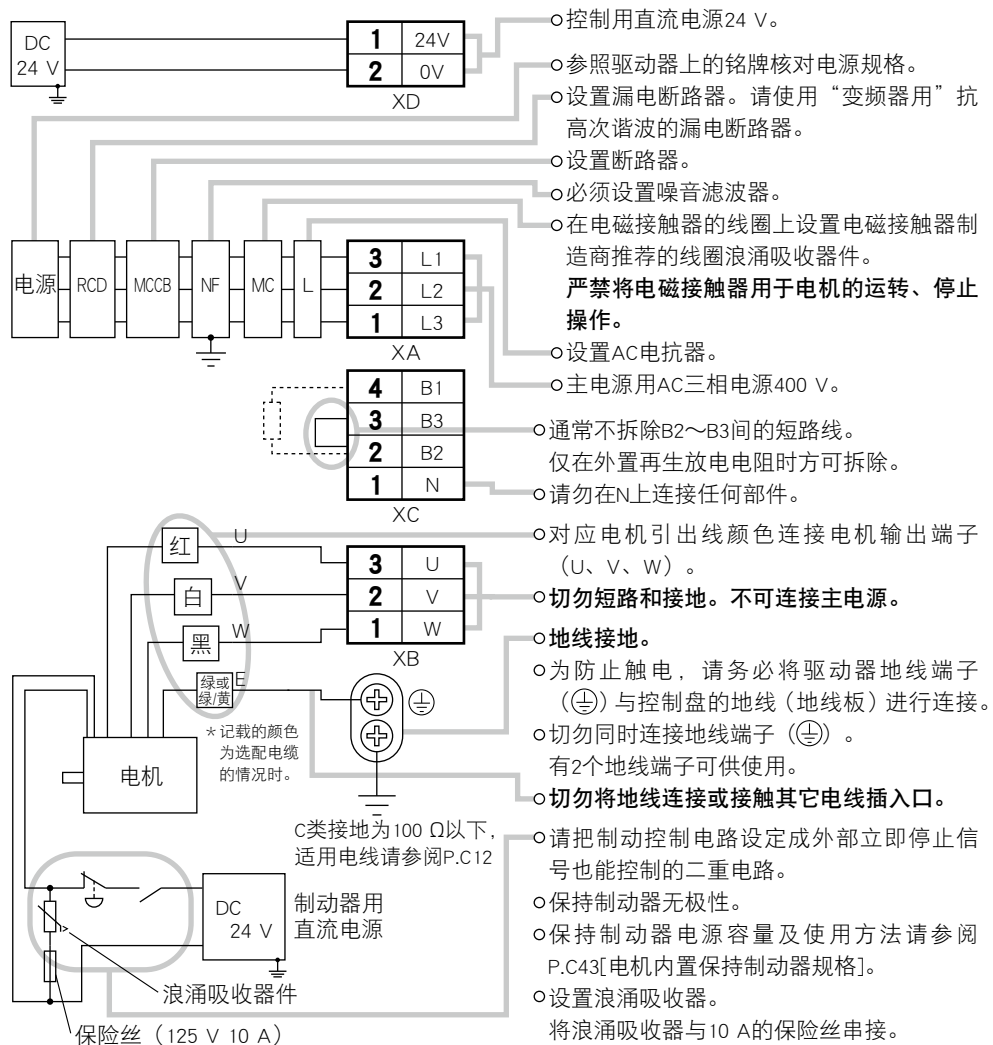 DC
24 V
1 24V
2 0V
XD
控制用直流电源24 V。
参照驱动器上的铭牌核对电源规格。
设置漏电断路器。请使用“变频器用”抗
高次谐波的漏电断路器。
设置断路器。
必须设置噪音滤波器。
在电磁接触器的线圈上设置电磁接触器制
造商推荐的线圈浪涌吸收器件。
严禁将电磁接触器用于电机的运转、停止
操作。
设置AC电抗器。
主电源用AC三相电源400 V。
电源 RCD MCCB NF MC L
3 L1
2 L2
1 L3
XA
4 B1
3 B3
2 B2
1 N
XC
通常不拆除B2～B3间的短路线。
仅在外置再生放电电阻时方可拆除。
请勿在N上连接任何部件。
对应电机引出线颜色连接电机输出端子
（U、V、W）。
切勿短路和接地。不可连接主电源。
地线接地。
为防止触电，请务必将驱动器地线端子
（⏚）与控制盘的地线（地线板）进行连接。
切勿同时连接地线端子（⏚）。
有2个地线端子可供使用。
切勿将地线连接或接触其它电线插入口。
红 U
白 V
黑 W
绿或
绿/黄
E
3 U
2 V
1 W
XB
*记载的颜色
为选配电缆
的情况时。
电机
C类接地为100 Ω以下，
适用电线请参阅P.C12
请把制动控制电路设定成外部立即停止信
号也能控制的二重电路。
保持制动器无极性。
保持制动器电源容量及使用方法请参阅
P.C43[电机内置保持制动器规格]。
设置浪涌吸收器。
将浪涌吸收器与10 A的保险丝串接。
DC
24 V
制动器用
直流电源
浪涌吸收器件
保险丝（125 V 10 A）